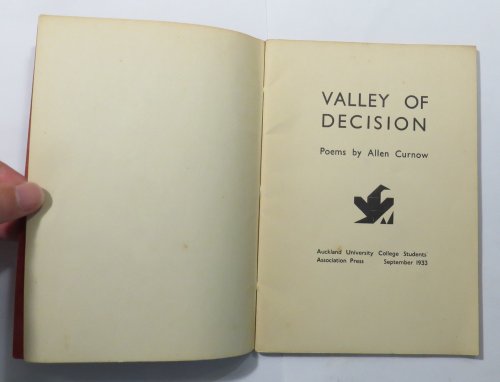 VALLEY OF
DECISION
Poems by Allen Curnow
Auckland University College Students'
Association Press September 1933